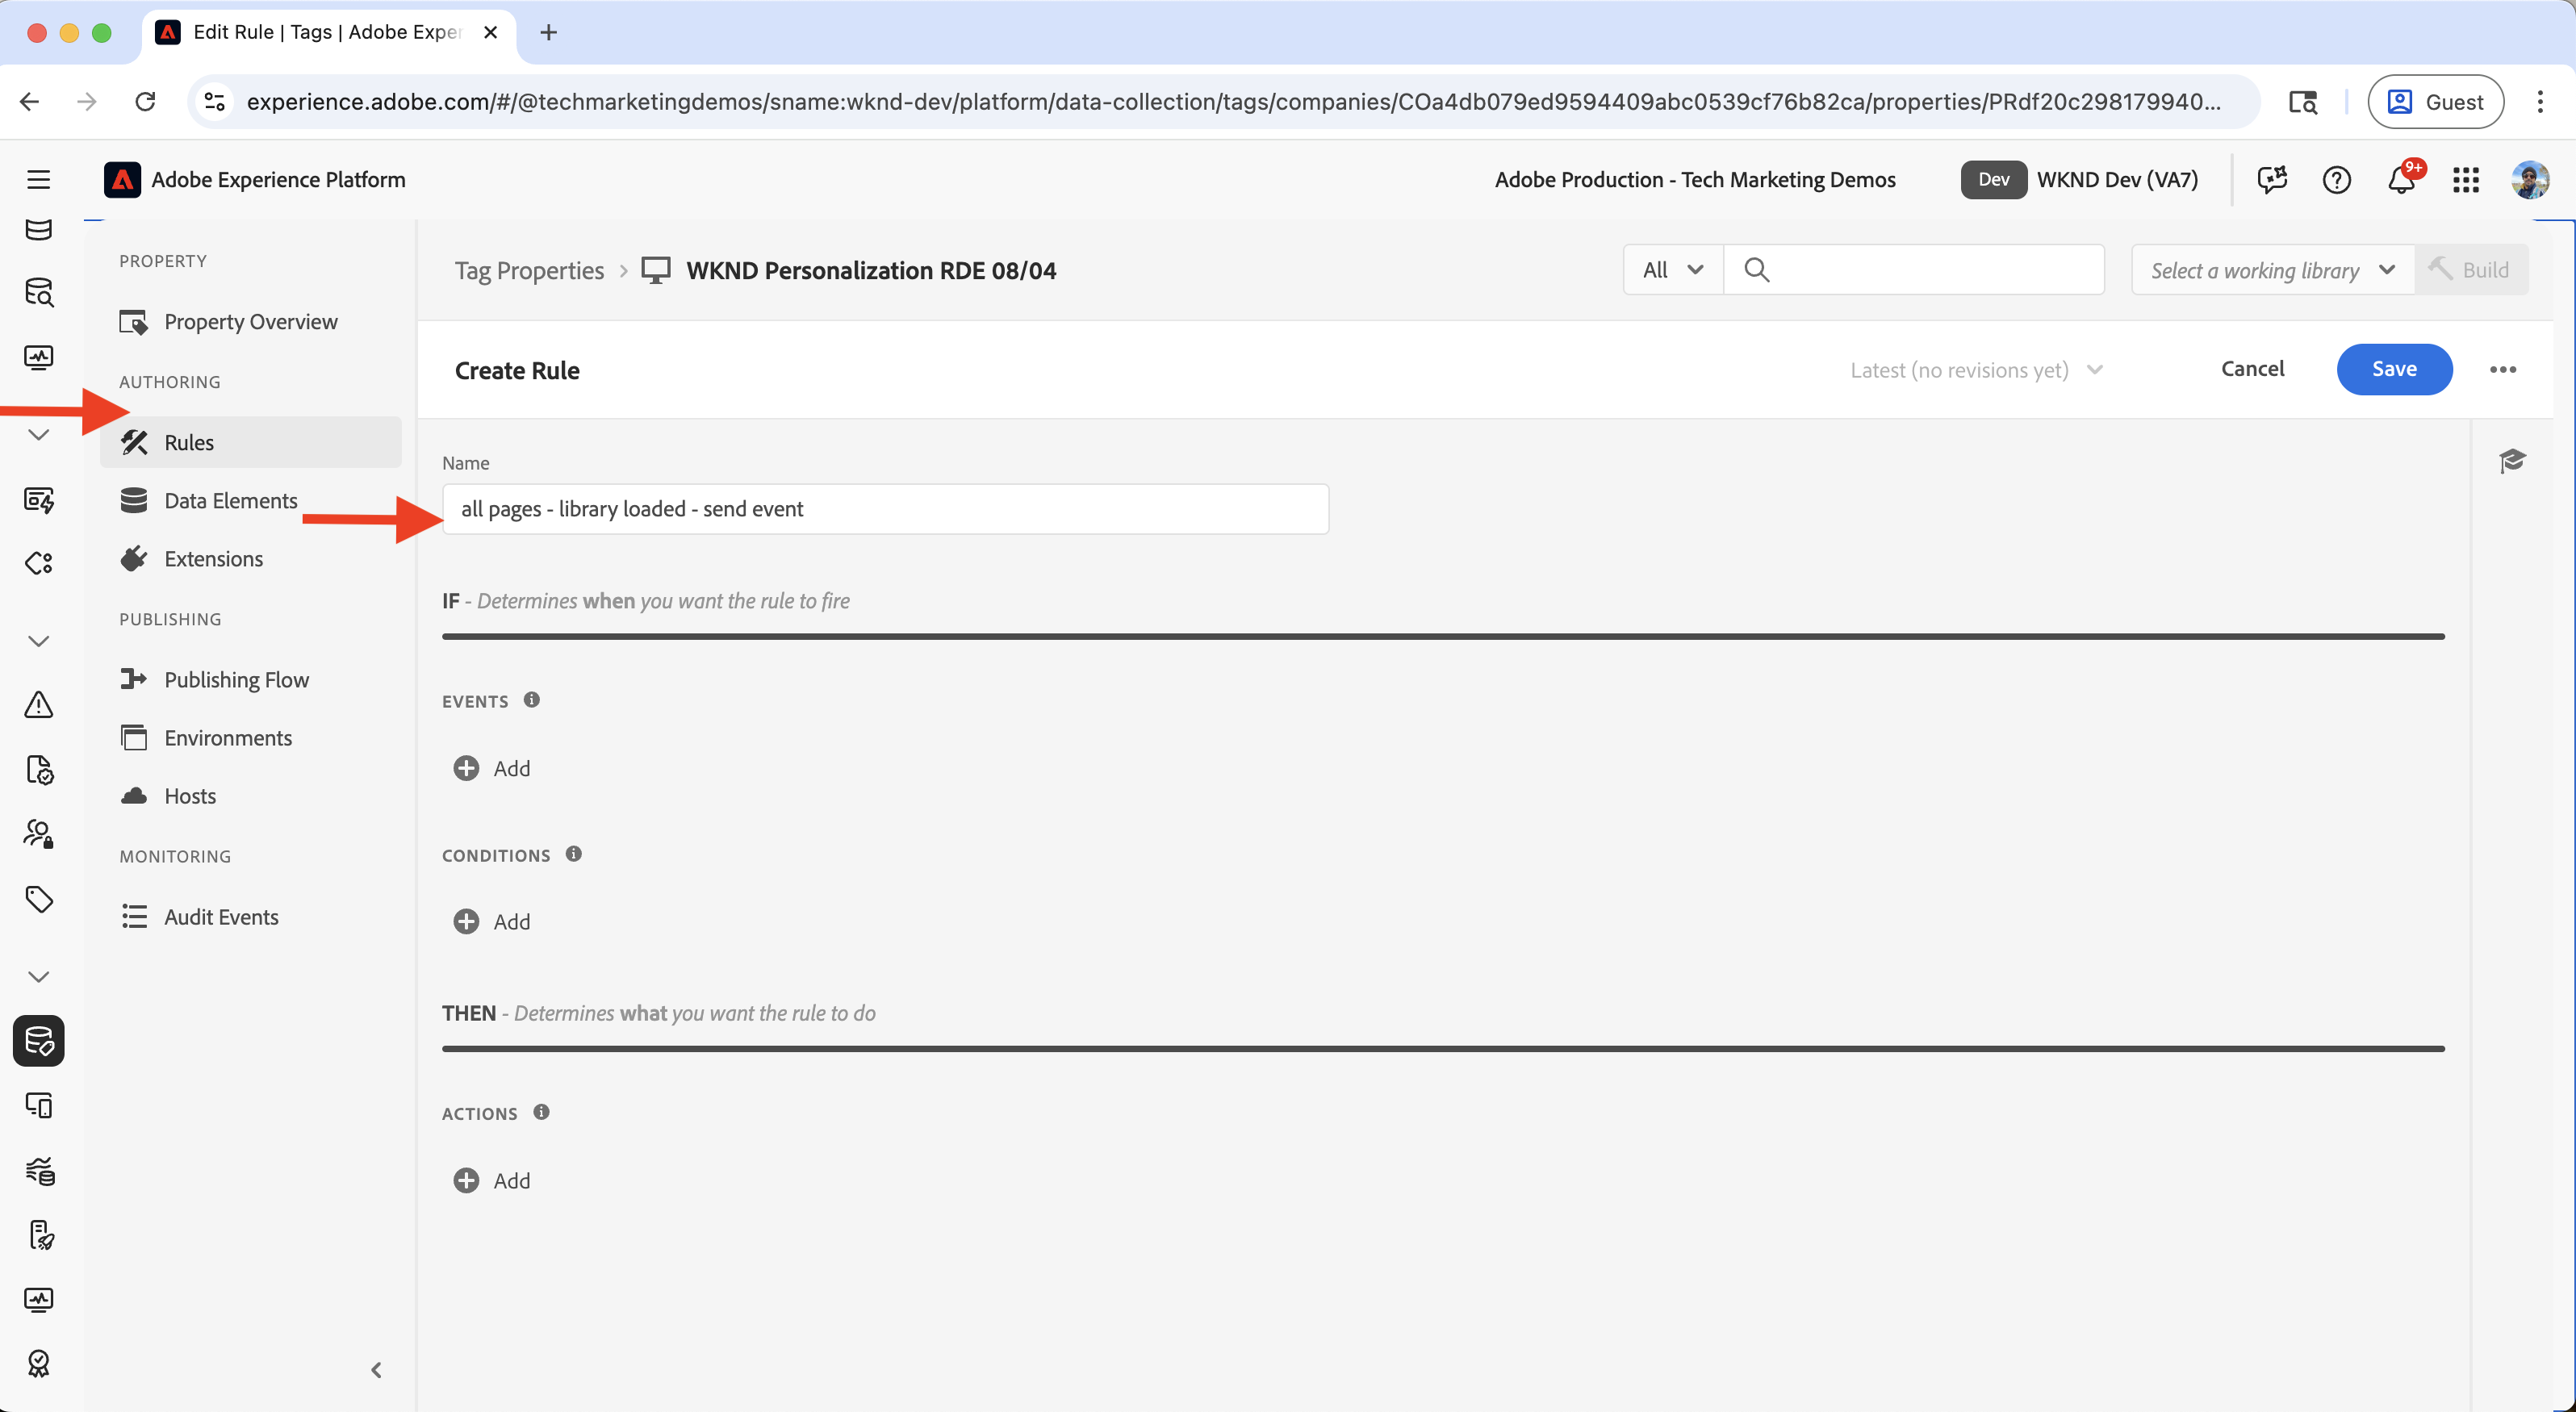 Edit Rule | Tags | Adobe Exper
experience.adobe.com/#/@techmarketingdemos/sname:wknd-dev/platform/data-collection/tags/companies/COa4db079ed9594409abc0539cf76b82ca/properties/PRdf20c298179940...
Guest
Adobe Experience Platform
Adobe Production - Tech Marketing Demos
Dev
WKND Dev (VA7)
9+
PROPERTY
Property Overview
AUTHORING
Rules
Data Elements
Extensions
PUBLISHING
Publishing Flow
Environments
Hosts
MONITORING
Audit Events
Tag Properties > WKND Personalization RDE 08/04
All
Select a working library
Build
Create Rule
Latest (no revisions yet)
Cancel
Save
Name
all pages - library loaded - send event
IF - Determines when you want the rule to fire
EVENTS
Add
CONDITIONS
Add
THEN - Determines what you want the rule to do
ACTIONS
Add